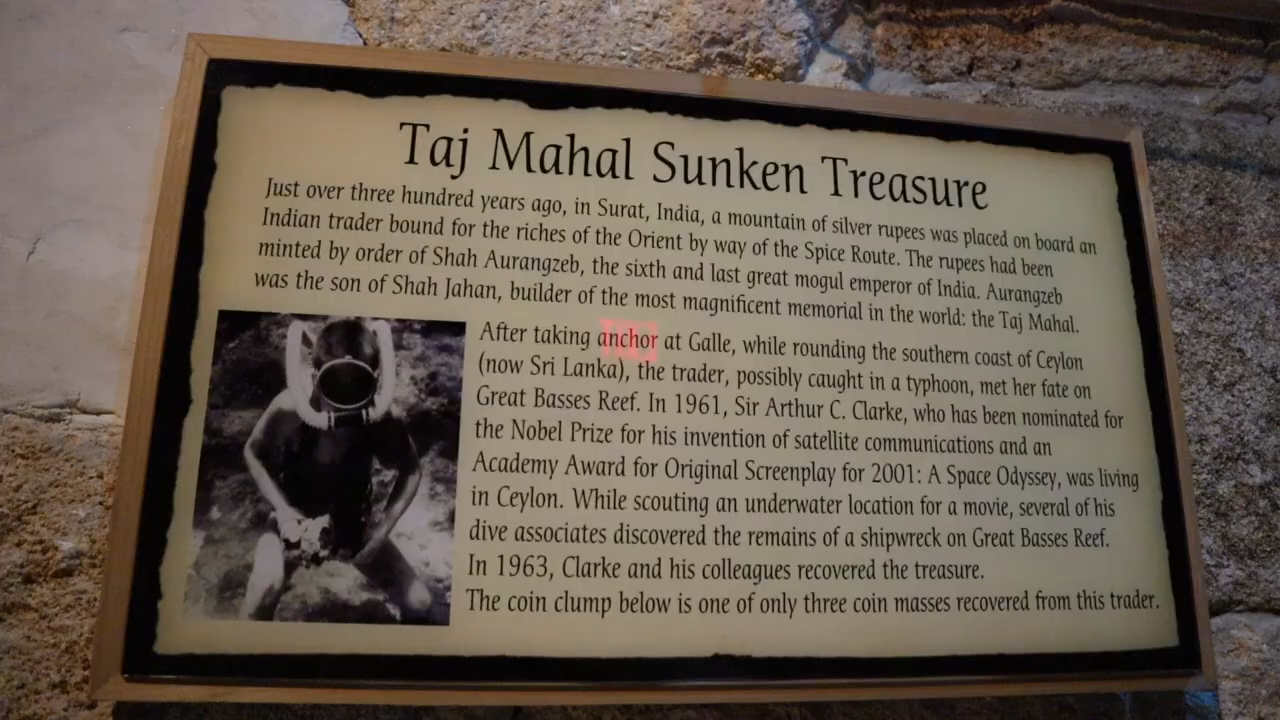 Taj Mahal Sunken Treasure
Just over three hundred years ago, in Surat, India, a mountain of silver rupees was placed on board an
Indian trader bound for the riches of the Orient by way of the Spice Route. The rupees had been
minted by order of Shah Aurangzeb, the sixth and last great mogul emperor of India. Aurangzeb
was the son of Shah Jahan, builder of the most magnificent memorial in the world: the Taj Mahal.
After taking anchor at Galle, while rounding the southern coast of Ceylon
(now Sri Lanka), the trader, possibly caught in a typhoon, met her fate on
Great Basses Reef. In 1961, Sir Arthur C. Clarke, who has been nominated for
the Nobel Prize for his invention of satellite communications and an
Academy Award for Original Screenplay for 2001: A Space Odyssey, was living
in Ceylon. While scouting an underwater location for a movie, several of his
dive associates discovered the remains of a shipwreck on Great Basses Reef.
In 1963, Clarke and his colleagues recovered the treasure.
The coin clump below is one of only three coin masses recovered from this trader.